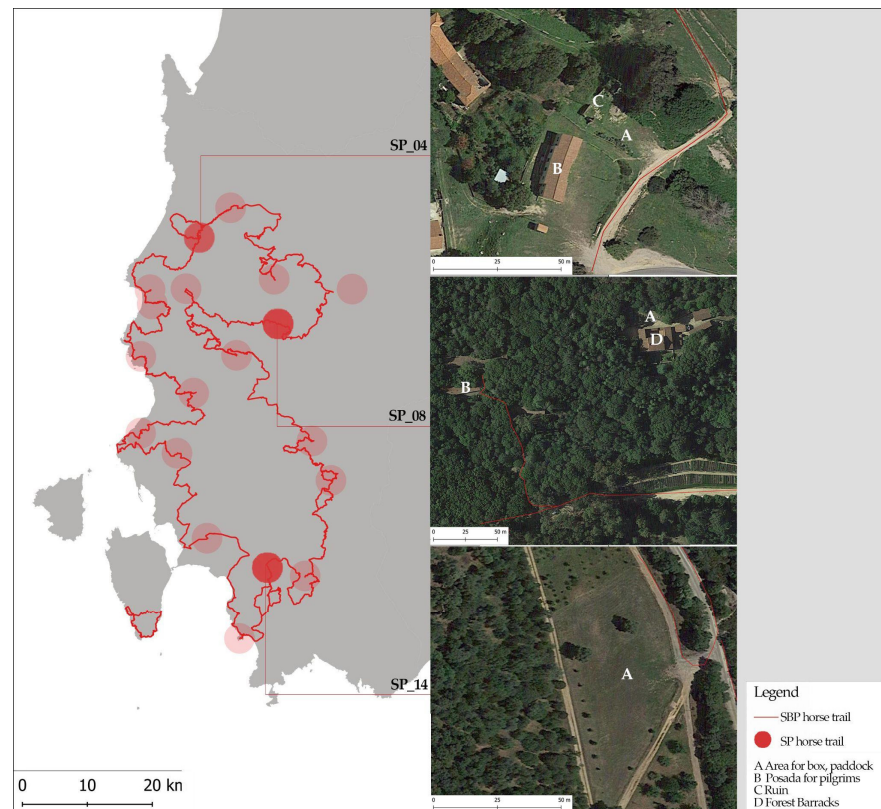 SP_04
SP_08
SP_14
0 10 20 km
C
A
B
0 25 50 m
A
D
B
0 25 50 m
A
0 25 50 m
Legend
SBP horse trail
SP horse trail
A Area for box, paddock
B Posada for pilgrims
C Ruin
D Forest Barracks